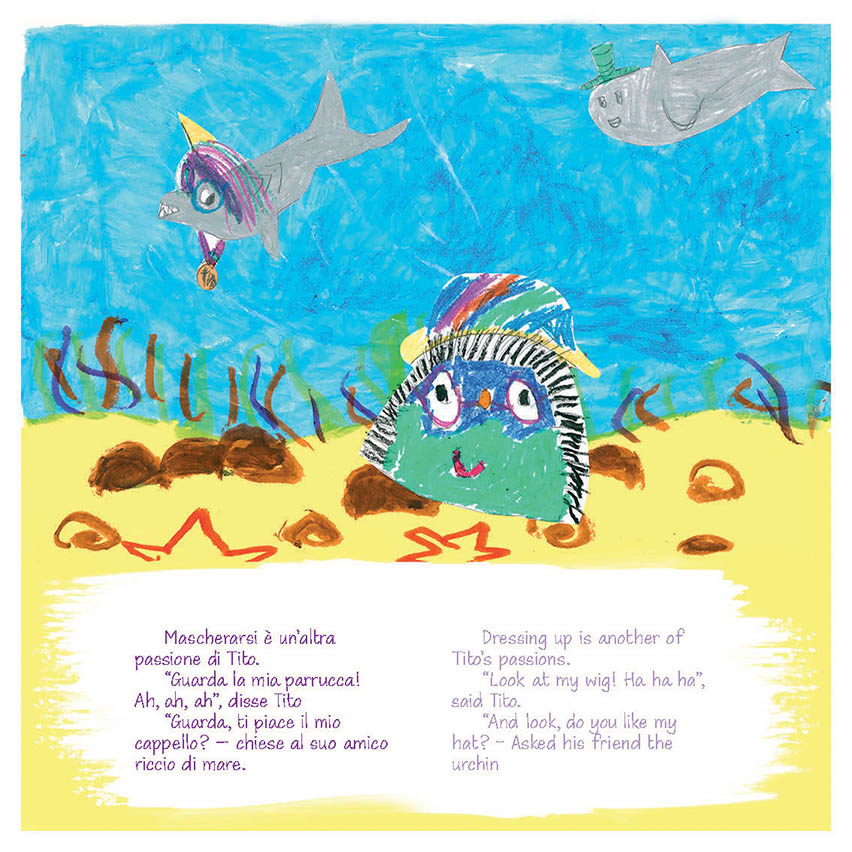 Mascherarsi è un'altra
passione di Tito.
"Guarda la mia parrucca!
Ah, ah, ah", disse Tito
"Guarda, ti piace il mio
cappello? – chiese al suo amico
riccio di mare.
Dressing up is another of
Tito's passions.
"Look at my wig! Ha ha ha",
said Tito.
"And look, do you like my
hat? – Asked his friend the
urchin